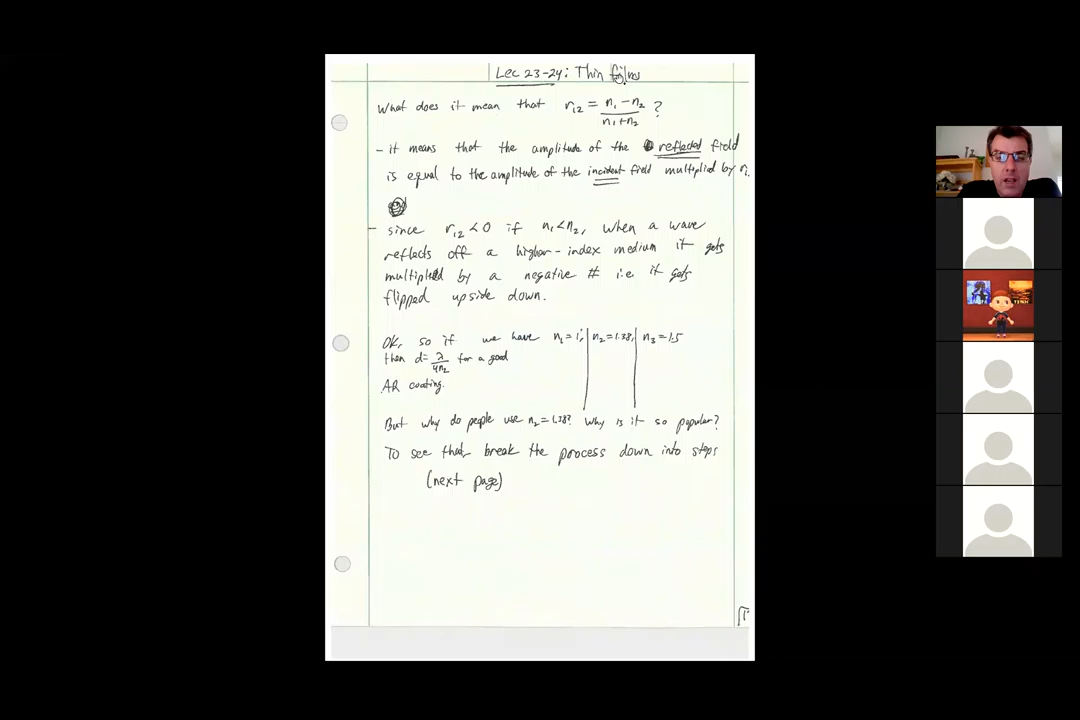 Lec 23-24: Thin films
What does it mean that r₁₂ = (n₁ - n₂)/(n₁ + n₂) ?
- it means that the amplitude of the reflected field
is equal to the amplitude of the incident field multiplied by r₁
- since r₁₂ < 0 if n₁ < n₂, when a wave
reflects off a higher-index medium it gets
multiplied by a negative # i.e. it gets
flipped upside down.
OK, so if we have n₁ = 1, | n₂ = 1.38, | n₃ = 1.5
then d = λ/4n₂ for a good
AR coating.
But why do people use n₂ = 1.38? Why is it so popular?
To see that, break the process down into steps
(next page)